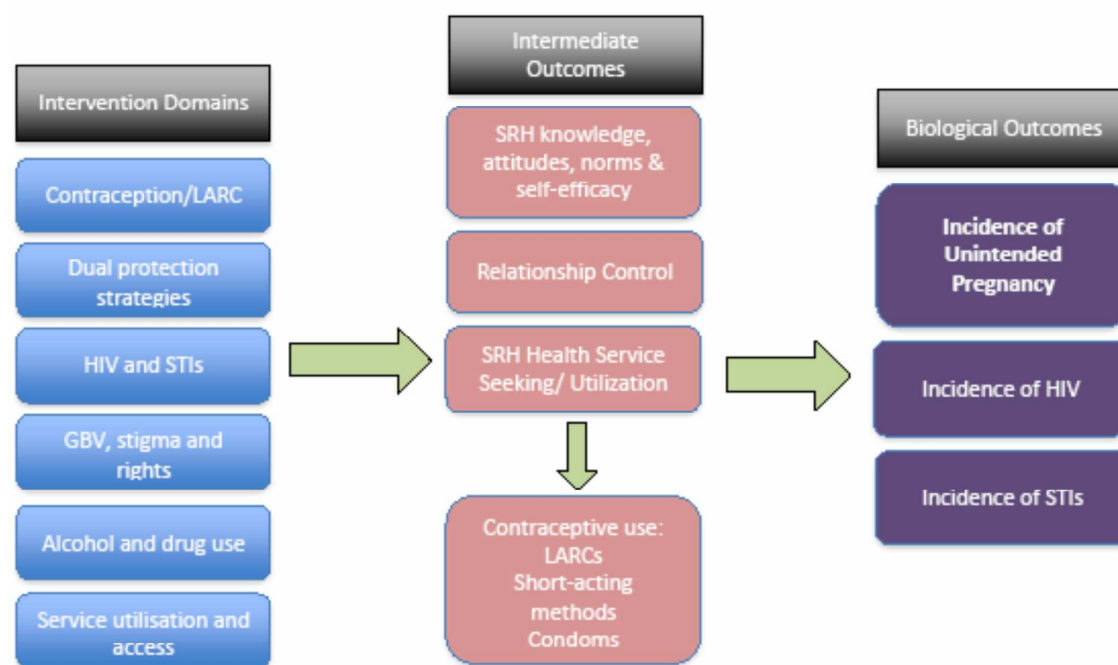 Intervention Domains
Contraception/LARC
Dual protection
strategies
HIV and STIs
GBV, stigma and
rights
Alcohol and drug use
Service utilisation and
access
Intermediate
Outcomes
SRH knowledge,
attitudes, norms &
self-efficacy
Relationship Control
SRH Health Service
Seeking/ Utilization
Contraceptive use:
LARCs
Short-acting
methods
Condoms
Biological Outcomes
Incidence of
Unintended
Pregnancy
Incidence of HIV
Incidence of STIs